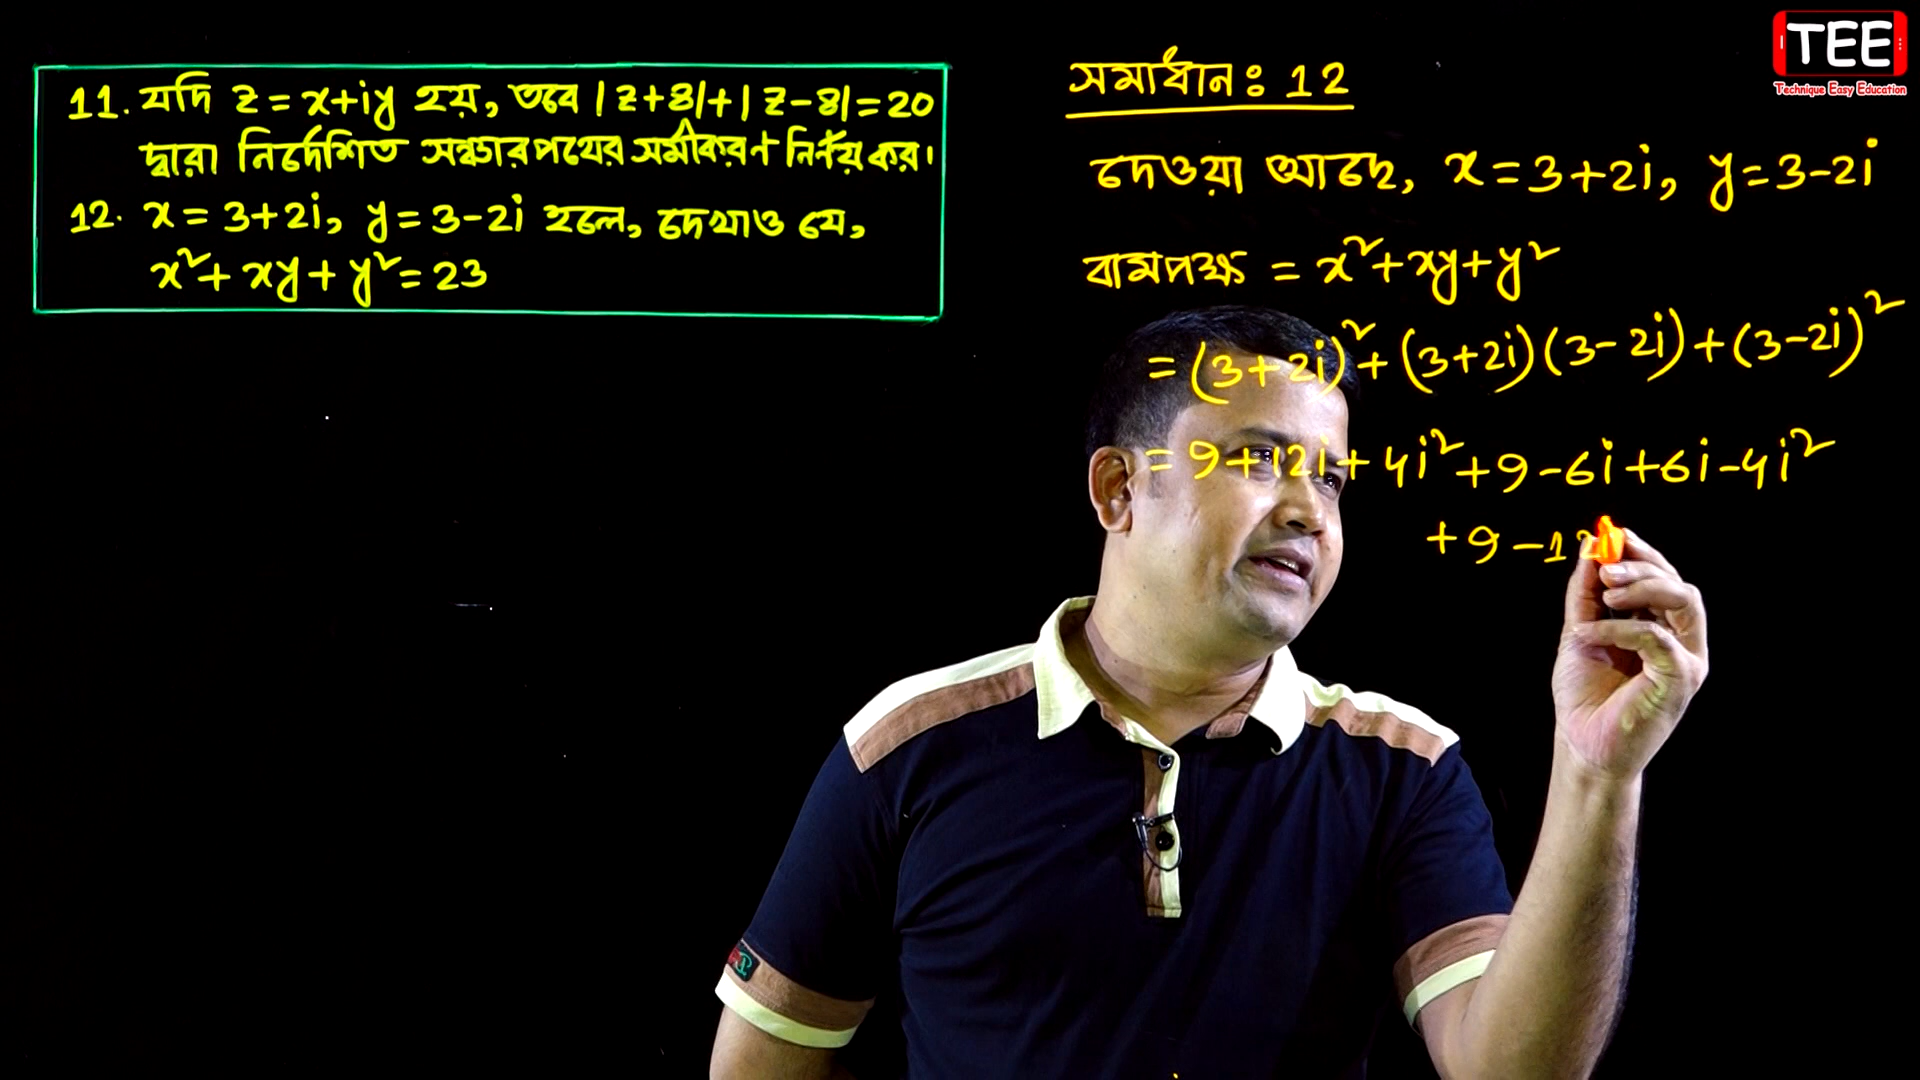 11. যদি z = x+iy হয়, তবে |z+8|+|z-8|=20
দ্বারা নির্দেশিত সঞ্চারপথের সমীকরণ নির্ণয় কর।
12. x = 3+2i, y = 3-2i হলে, দেখাও যে,
x²+xy+y²=23
সমাধানঃ 12
দেওয়া আছে, x=3+2i, y=3-2i
বামপক্ষ = x²+xy+y²
= (3+2i)²+(3+2i)(3-2i)+(3-2i)²
= 9+12i+4i²+9-6i+6i-4i²
+9-12i
TEE
Technique Easy Education